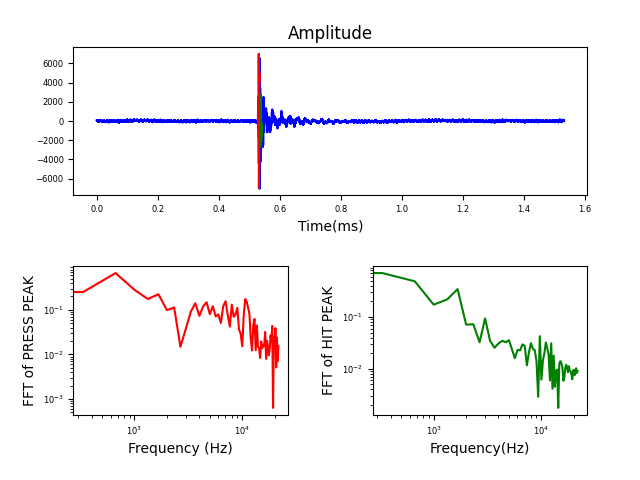 Amplitude
6000
4000
2000
0
−2000
−4000
−6000
0.0 0.2 0.4 0.6 0.8 1.0 1.2 1.4 1.6
Time(ms)
FFT of PRESS PEAK
10⁻¹
10⁻²
10⁻³
10³ 10⁴
Frequency (Hz)
FFT of HIT PEAK
10⁻¹
10⁻²
10³ 10⁴
Frequency(Hz)